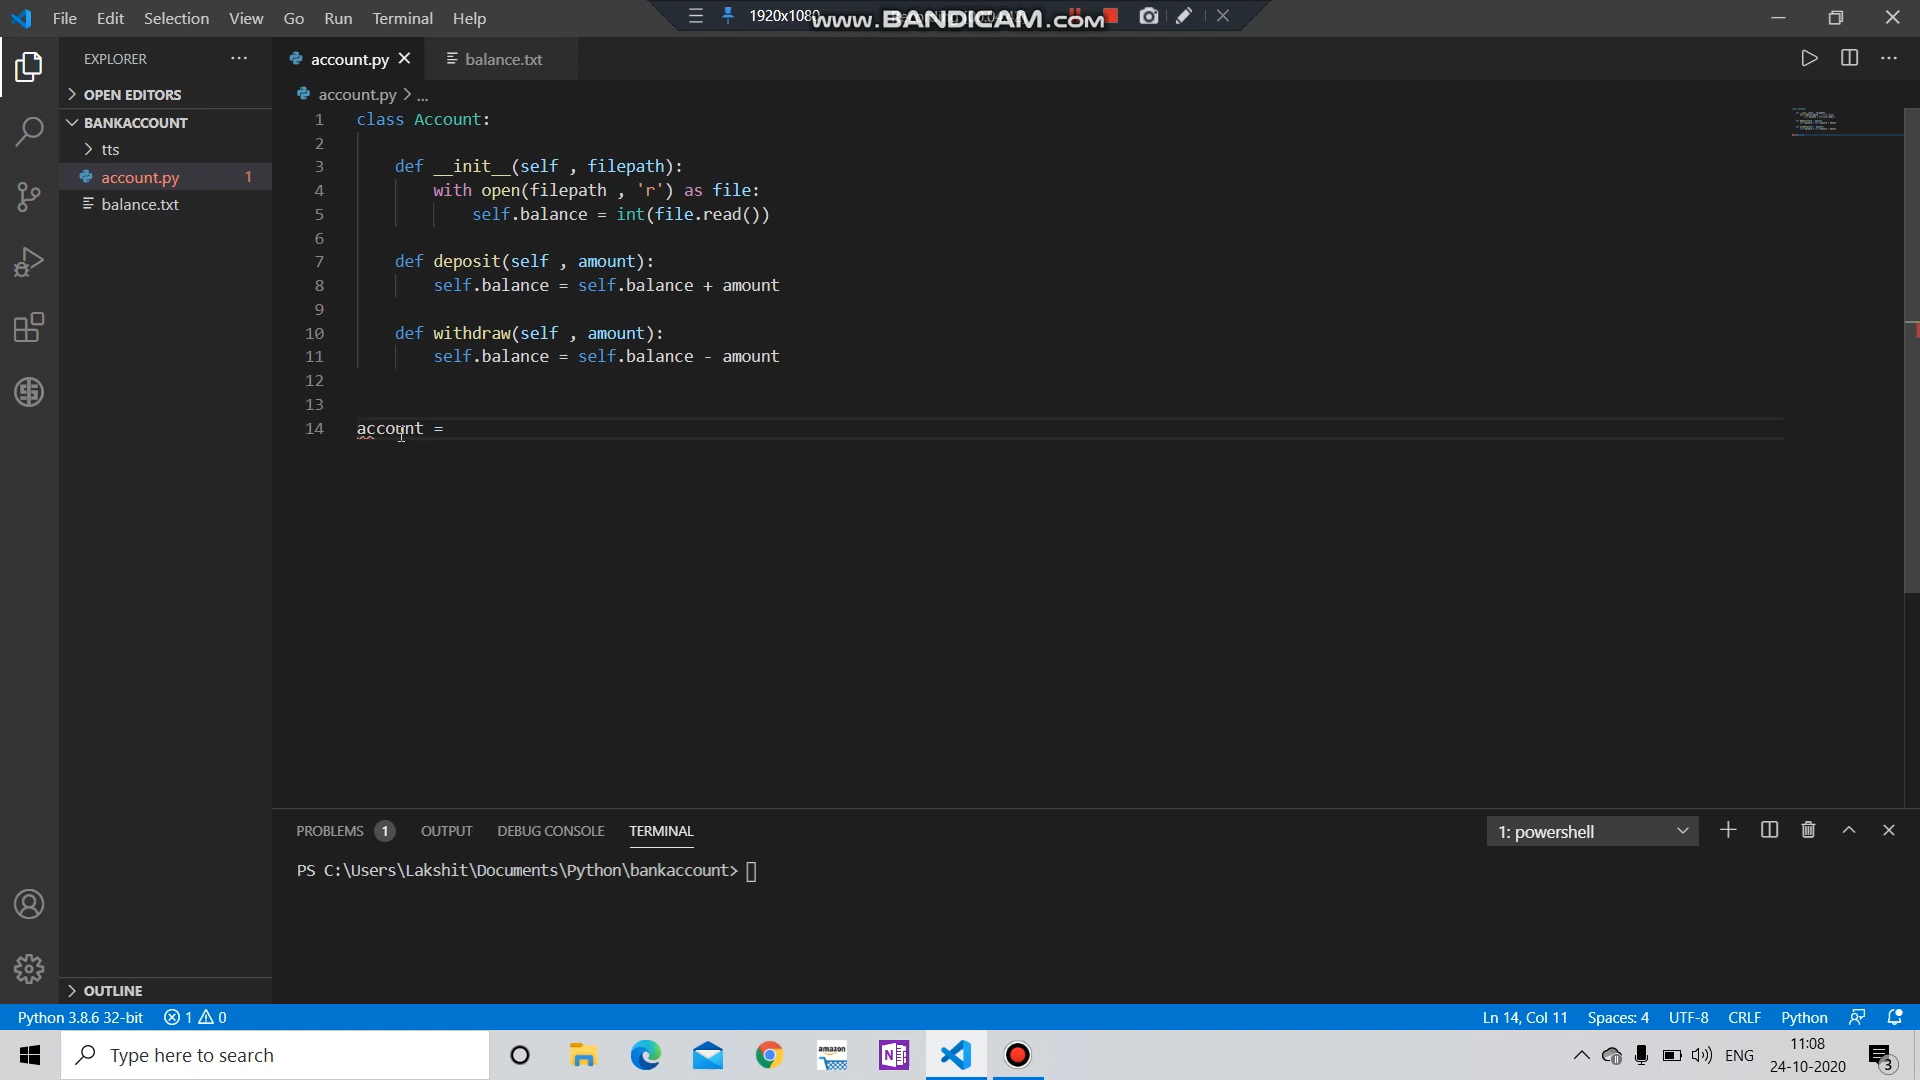 File Edit Selection View Go Run Terminal Help
1920x1080
www.BANDICAM.com
EXPLORER
OPEN EDITORS
BANKACCOUNT
tts
account.py 1
balance.txt
OUTLINE
account.py balance.txt
account.py > ...
1 class Account:
2
3 def __init__(self , filepath):
4 with open(filepath , 'r') as file:
5 self.balance = int(file.read())
6
7 def deposit(self , amount):
8 self.balance = self.balance + amount
9
10 def withdraw(self , amount):
11 self.balance = self.balance - amount
12
13
14 account =
PROBLEMS 1 OUTPUT DEBUG CONSOLE TERMINAL
1: powershell
PS C:\Users\Lakshit\Documents\Python\bankaccount>
Python 3.8.6 32-bit 1 0
Ln 14, Col 11 Spaces: 4 UTF-8 CRLF Python
Type here to search
amazon
N
ENG
11:08
24-10-2020
3